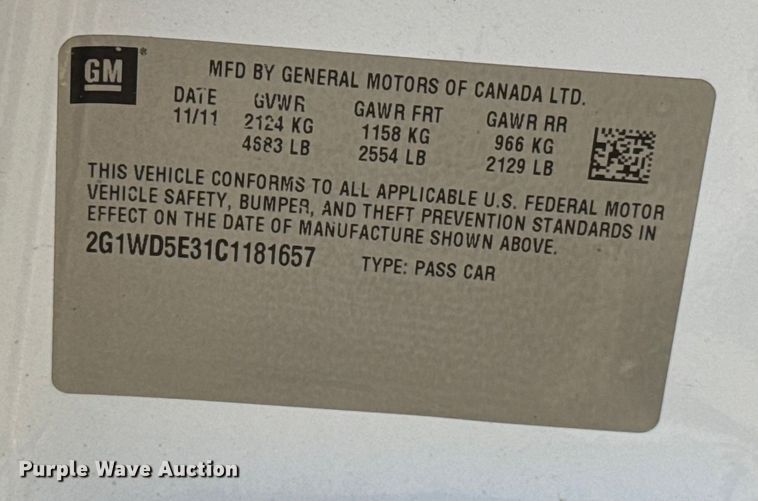 GM®
MFD BY GENERAL MOTORS OF CANADA LTD.
DATE GVWR GAWR FRT GAWR RR
11/11 2124 KG 1158 KG 966 KG
4683 LB 2554 LB 2129 LB
THIS VEHICLE CONFORMS TO ALL APPLICABLE U.S. FEDERAL MOTOR
VEHICLE SAFETY, BUMPER, AND THEFT PREVENTION STANDARDS IN
EFFECT ON THE DATE OF MANUFACTURE SHOWN ABOVE.
2G1WD5E31C1181657 TYPE: PASS CAR
Purple Wave Auction